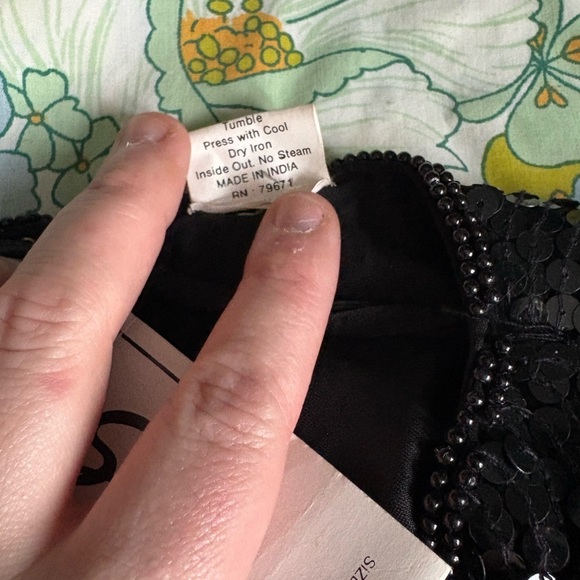 Tumble
Press with Cool
Dry Iron
Inside Out. No Steam
MADE IN INDIA
RN : 79671
S